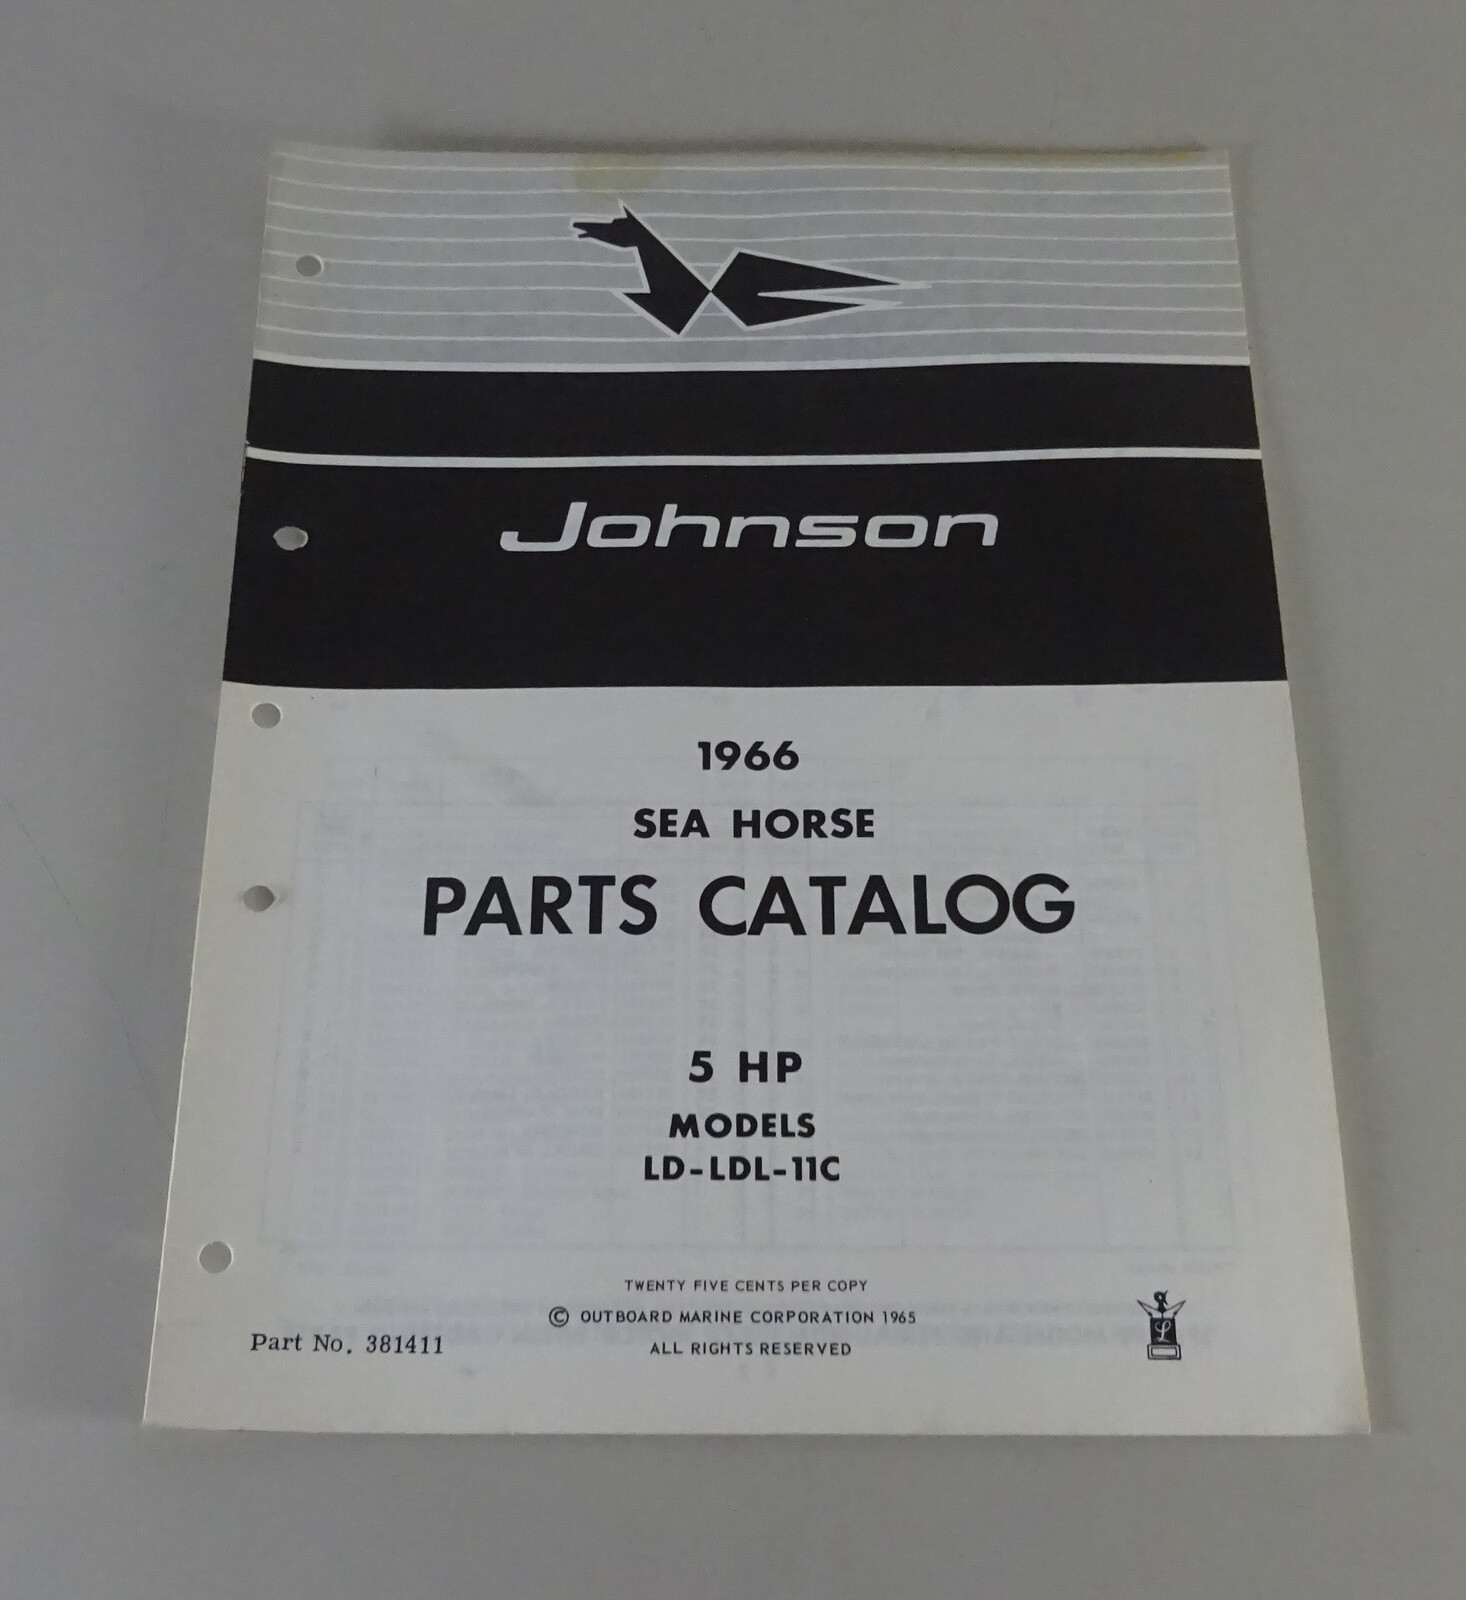 Johnson
1966
SEA HORSE
PARTS CATALOG
5 HP
MODELS
LD-LDL-11C
TWENTY FIVE CENTS PER COPY
© OUTBOARD MARINE CORPORATION 1965
ALL RIGHTS RESERVED
Part No. 381411
L